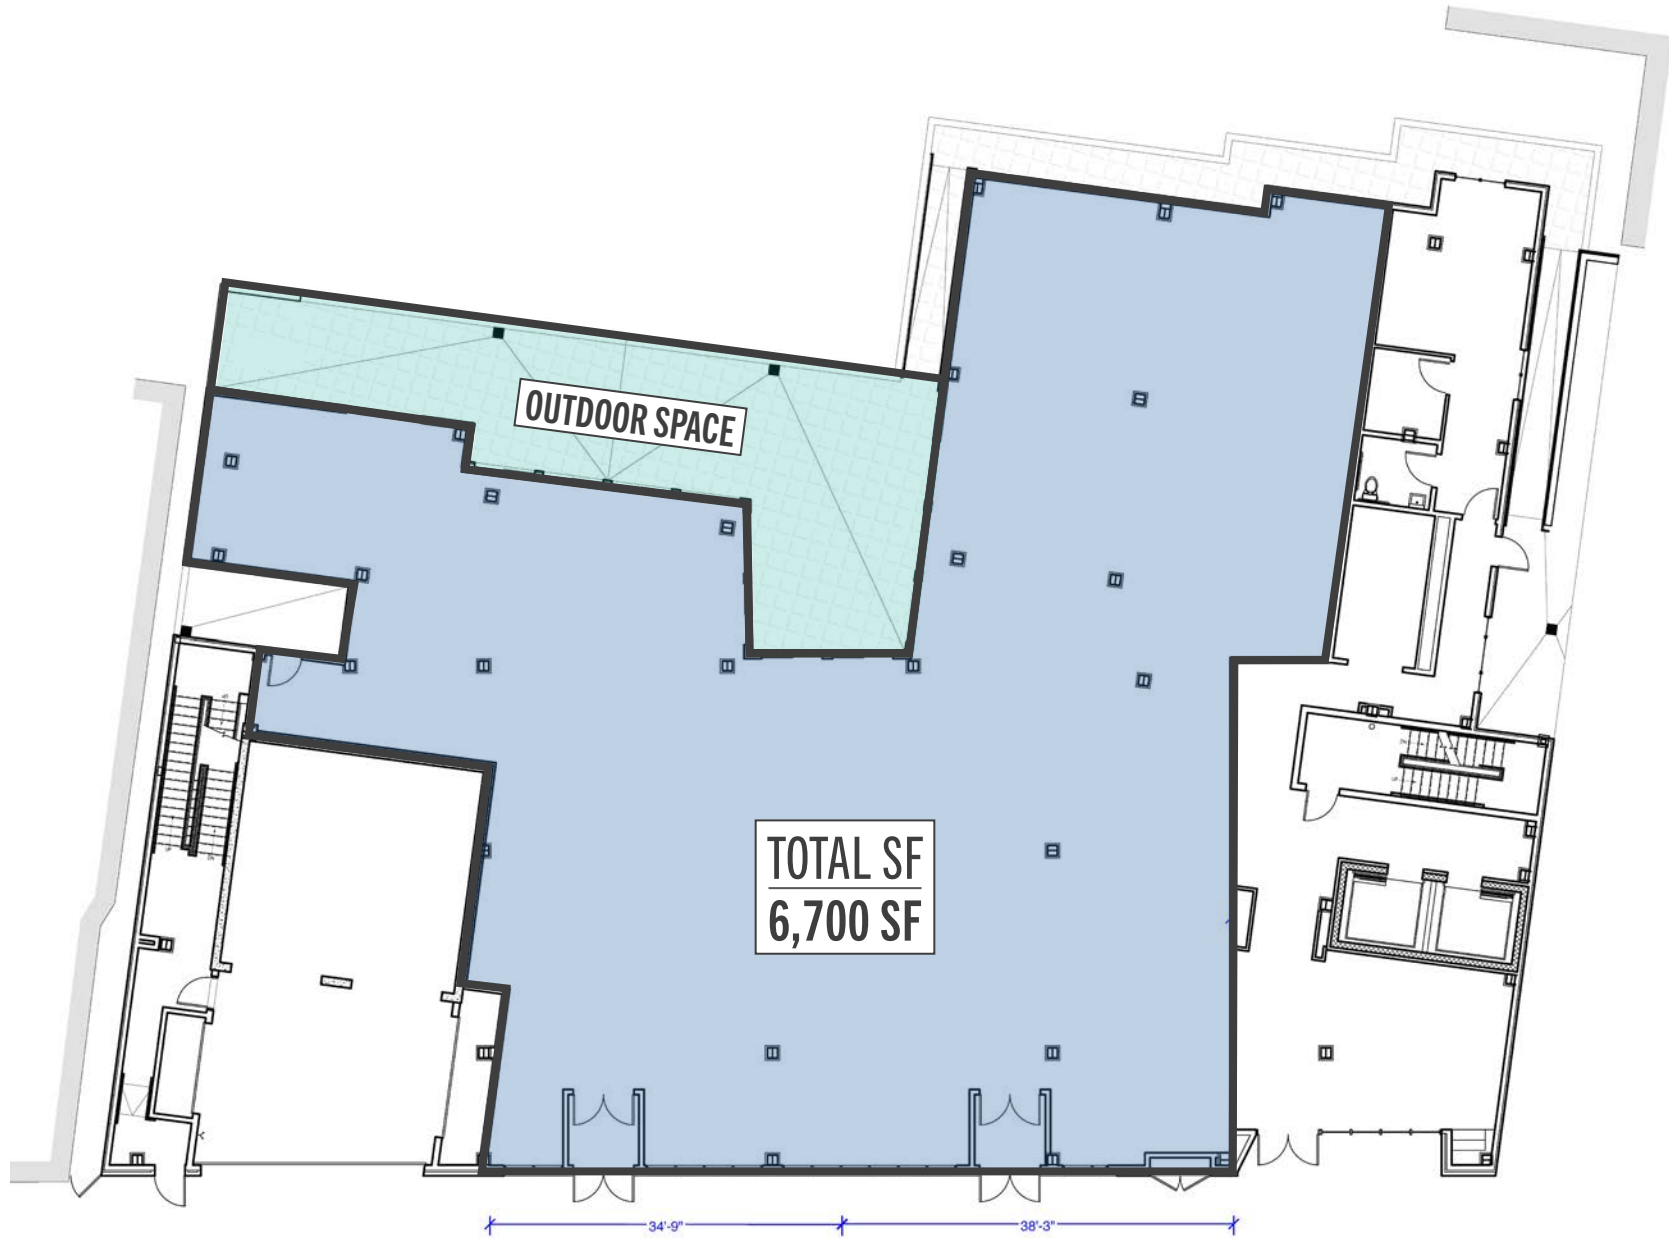 OUTDOOR SPACE
TOTAL SF
6,700 SF
34'-9"
38'-3"